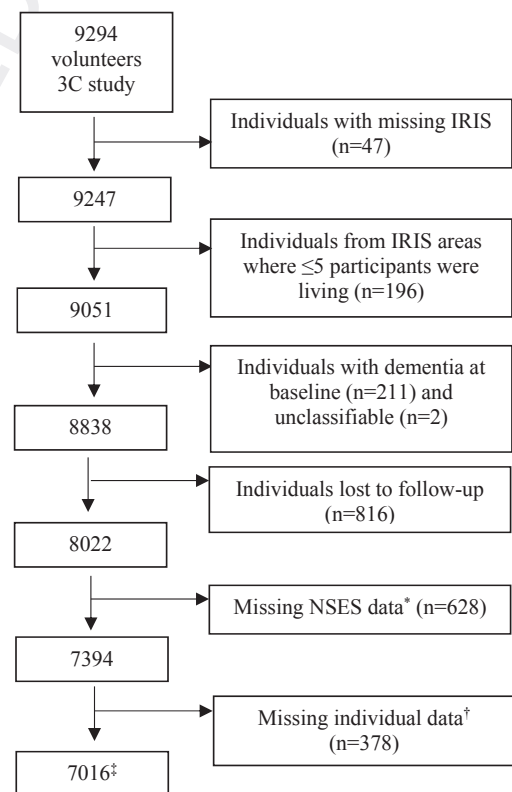 9294
volunteers
3C study
Individuals with missing IRIS
(n=47)
9247
Individuals from IRIS areas
where ≤5 participants were
living (n=196)
9051
Individuals with dementia at
baseline (n=211) and
unclassifiable (n=2)
8838
Individuals lost to follow-up
(n=816)
8022
Missing NSES data* (n=628)
7394
Missing individual data†
(n=378)
7016‡